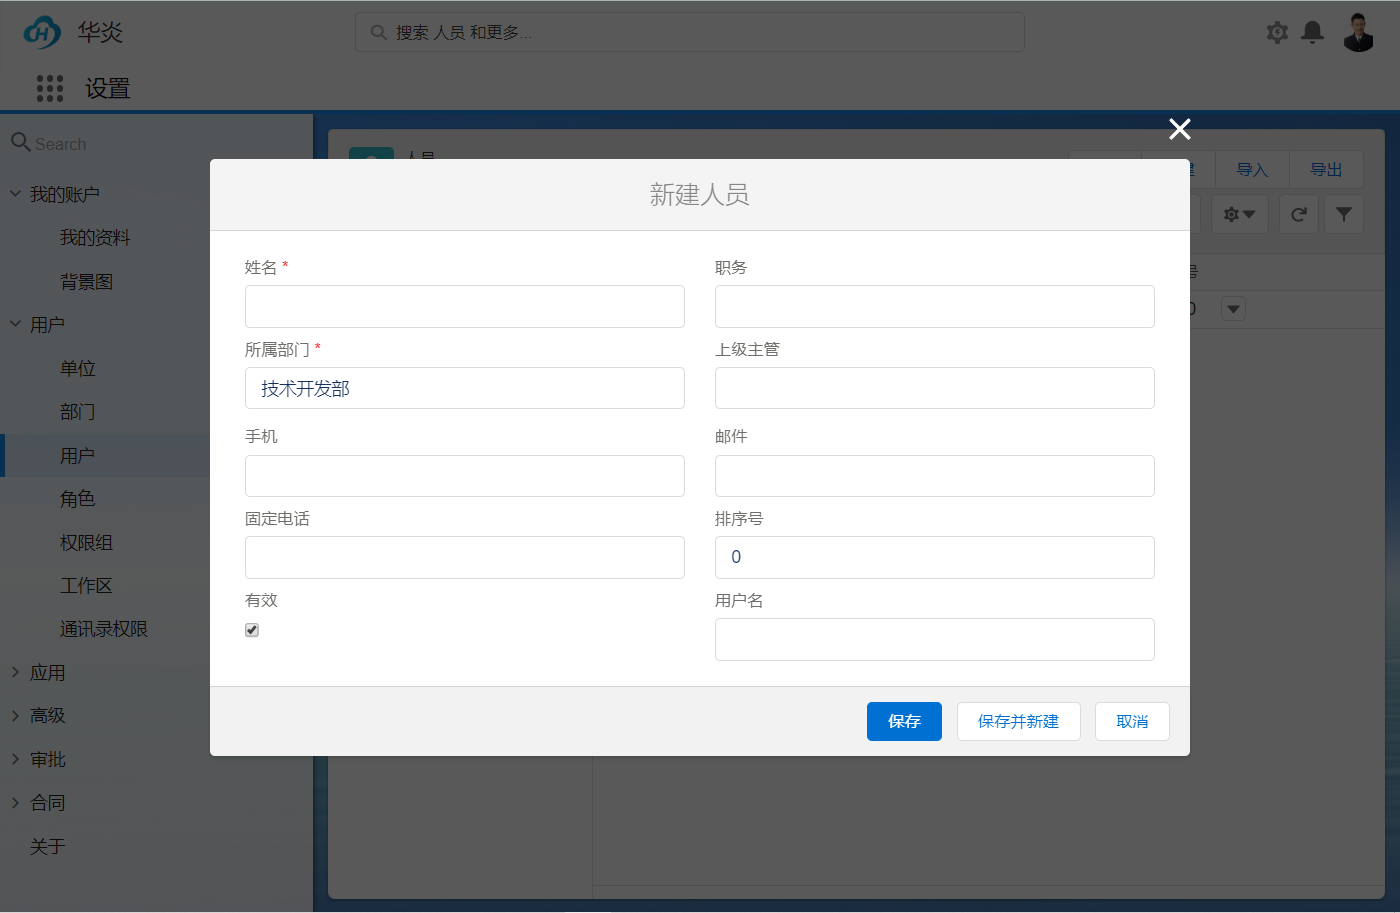 华炎
搜索 人员 和更多...
设置
Search
我的账户
我的资料
背景图
用户
单位
部门
用户
角色
权限组
工作区
通讯录权限
应用
高级
审批
合同
关于
人员
导入
导出
新建人员
姓名 *
职务
所属部门 *
技术开发部
上级主管
手机
邮件
固定电话
排序号
0
有效
用户名
保存
保存并新建
取消